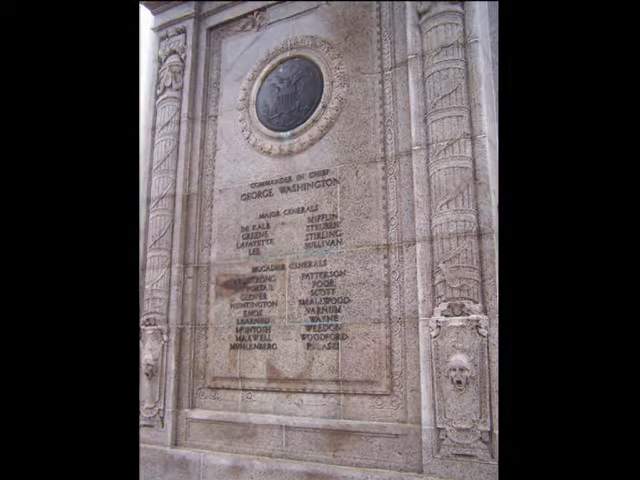 COMMANDER IN CHIEF
GEORGE WASHINGTON
MAJOR GENERALS
DE KALB
GREENE
LAFAYETTE
LEE
MIFFLIN
STEUBEN
STIRLING
SULLIVAN
BRIGADIER GENERALS
GLOVER
HUNTINGTON
KNOX
LEARNED
McINTOSH
MAXWELL
MUHLENBERG
PATTERSON
POOR
SCOTT
SMALLWOOD
VARNUM
WAYNE
WEEDON
WOODFORD
PULASKI